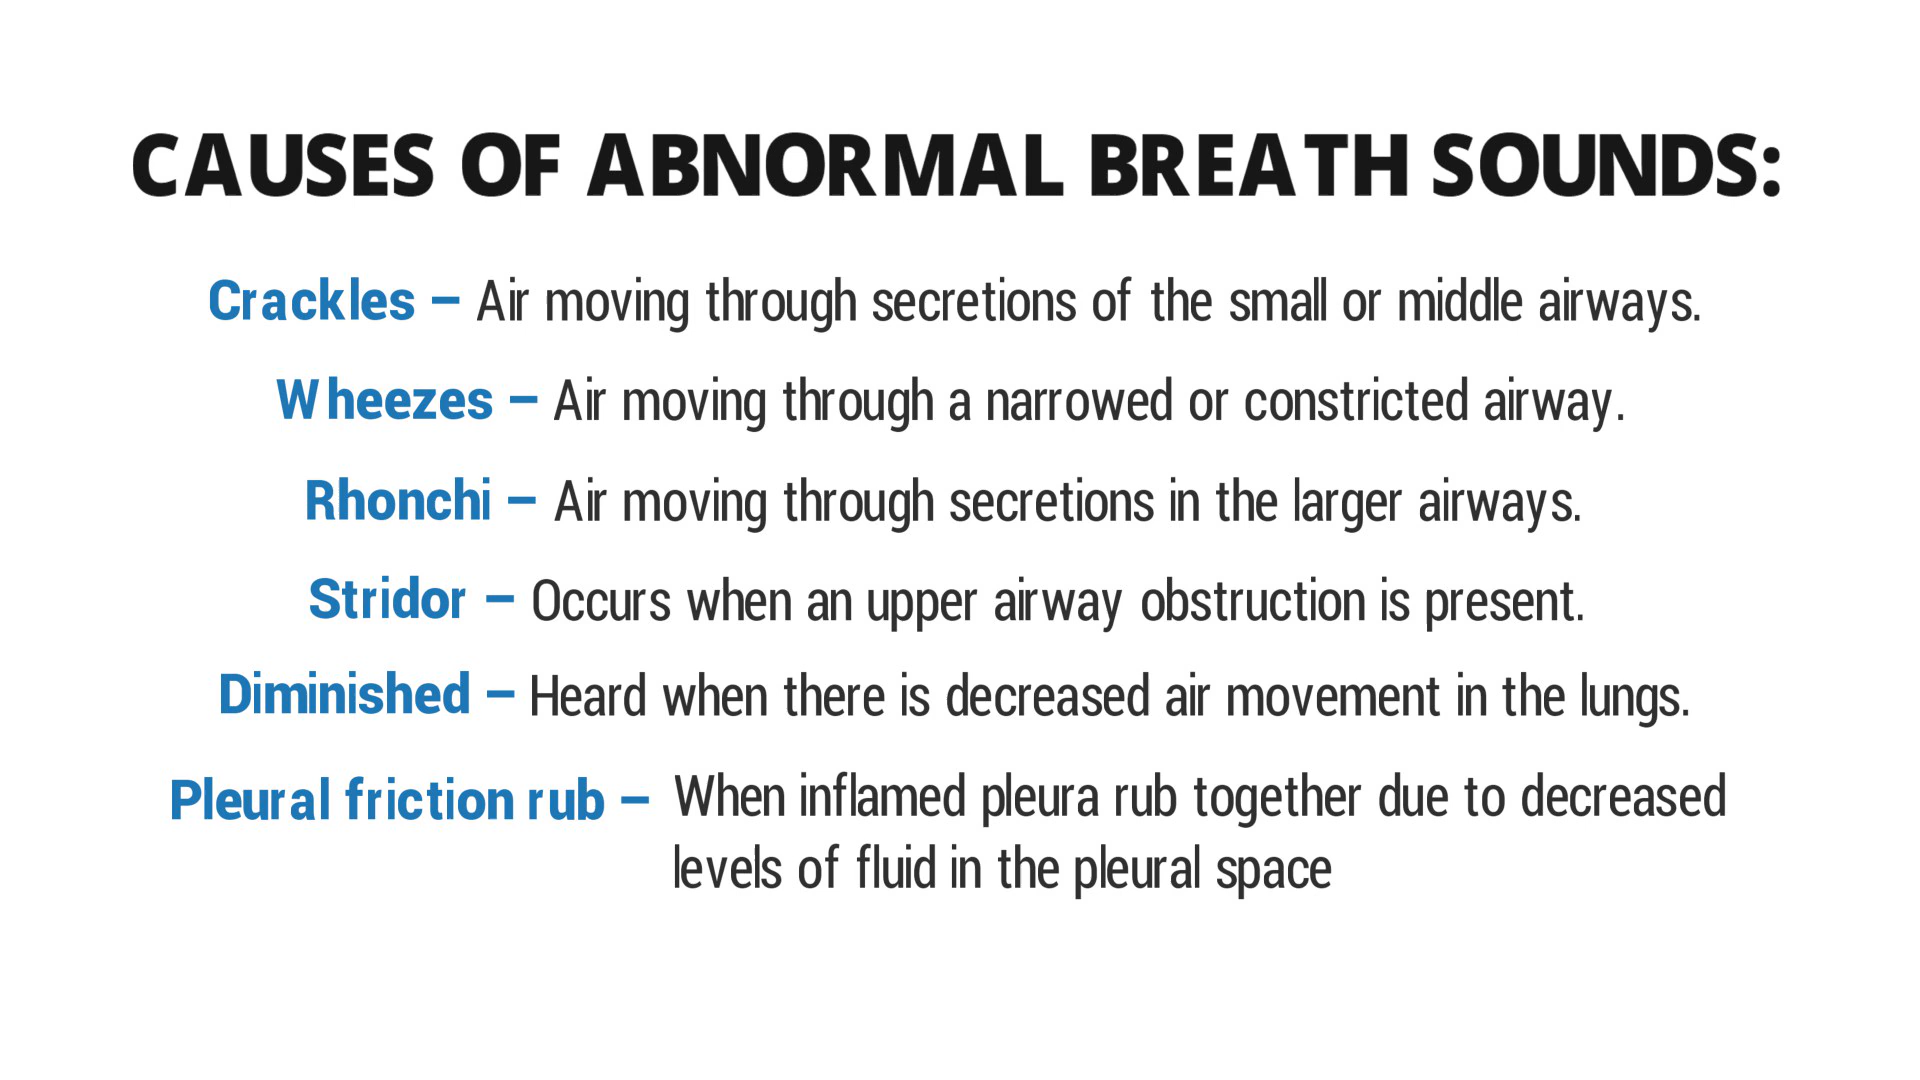 CAUSES OF ABNORMAL BREATH SOUNDS:
Crackles – Air moving through secretions of the small or middle airways.
Wheezes – Air moving through a narrowed or constricted airway.
Rhonchi – Air moving through secretions in the larger airways.
Stridor – Occurs when an upper airway obstruction is present.
Diminished – Heard when there is decreased air movement in the lungs.
Pleural friction rub – When inflamed pleura rub together due to decreased
levels of fluid in the pleural space